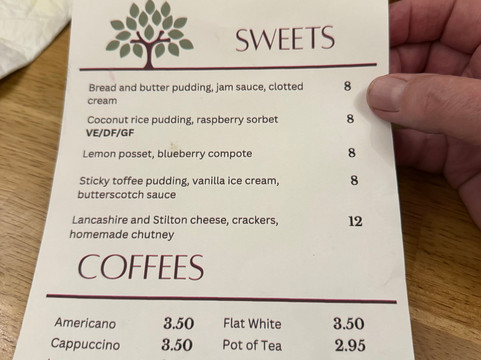 SWEETS
Bread and butter pudding, jam sauce, clotted 8
cream
Coconut rice pudding, raspberry sorbet 8
VE/DF/GF
Lemon posset, blueberry compote 8
Sticky toffee pudding, vanilla ice cream, 8
butterscotch sauce
Lancashire and Stilton cheese, crackers, 12
homemade chutney
COFFEES
Americano 3.50 Flat White 3.50
Cappuccino 3.50 Pot of Tea 2.95